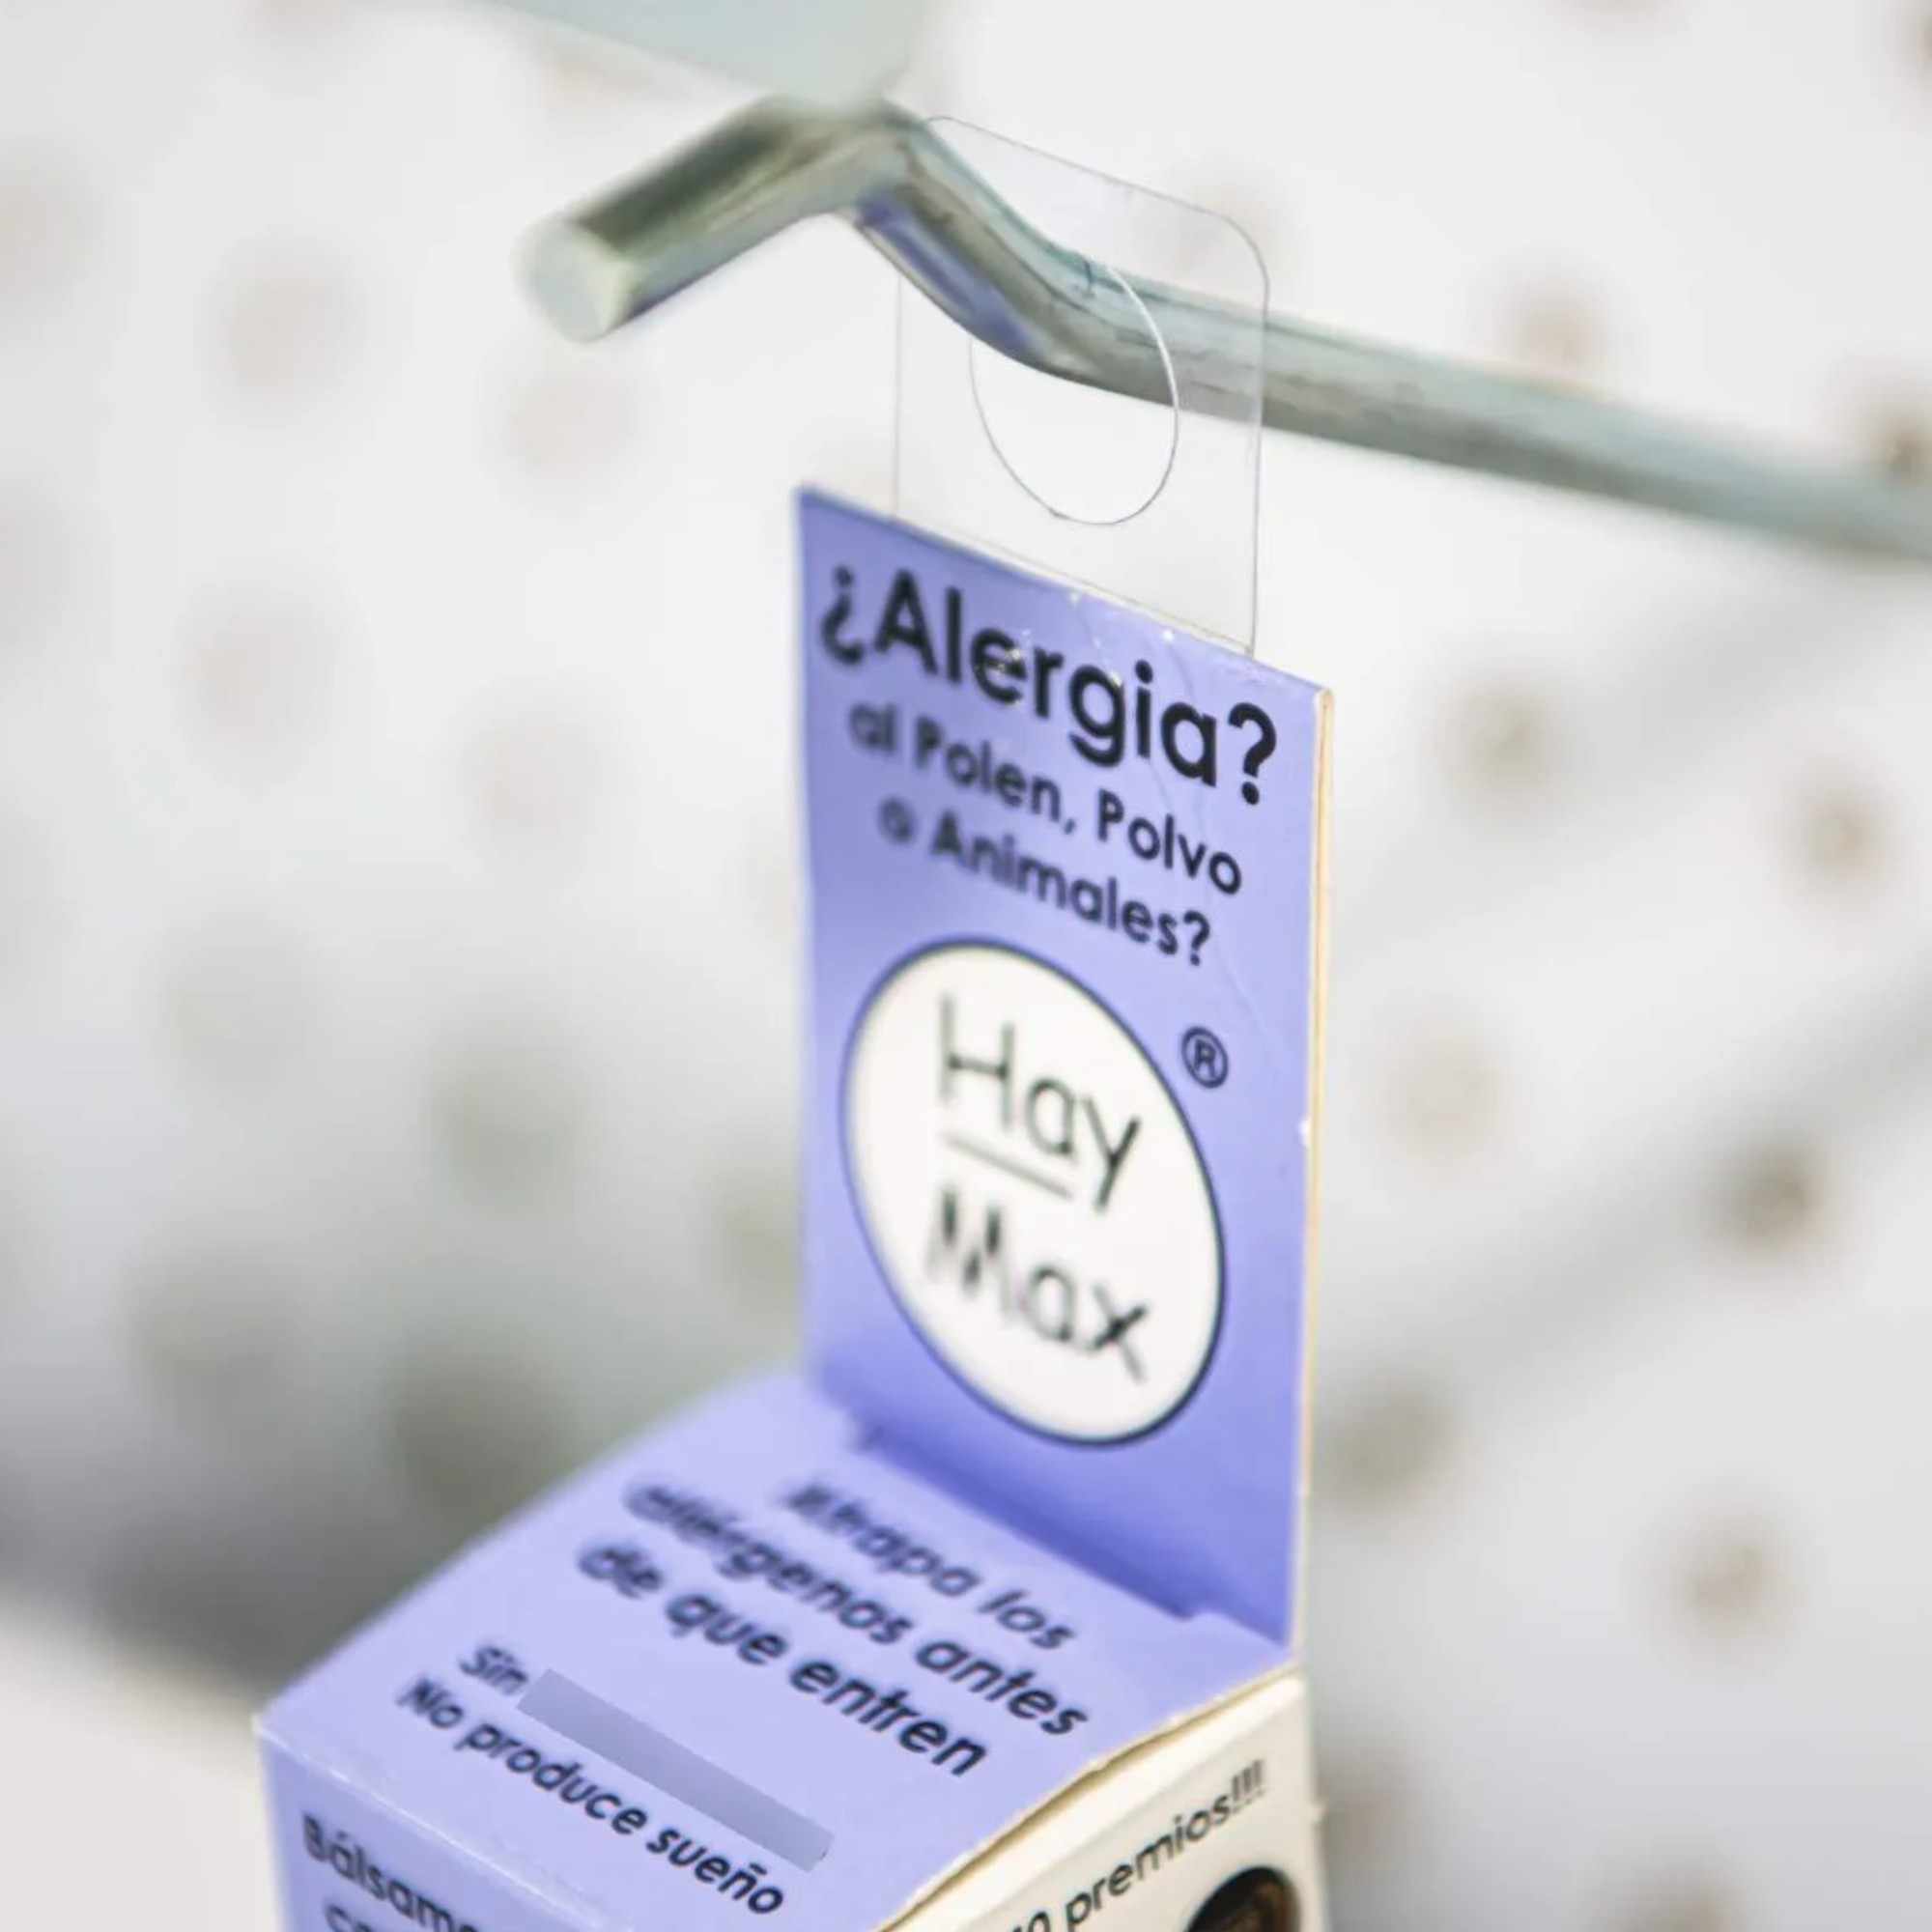 ¿Alergia?
al Polen, Polvo
o Animales?
Hay
Max
®
Atrapa los
alérgenos antes
de que entren
Sin
No produce sueño
premios!!!